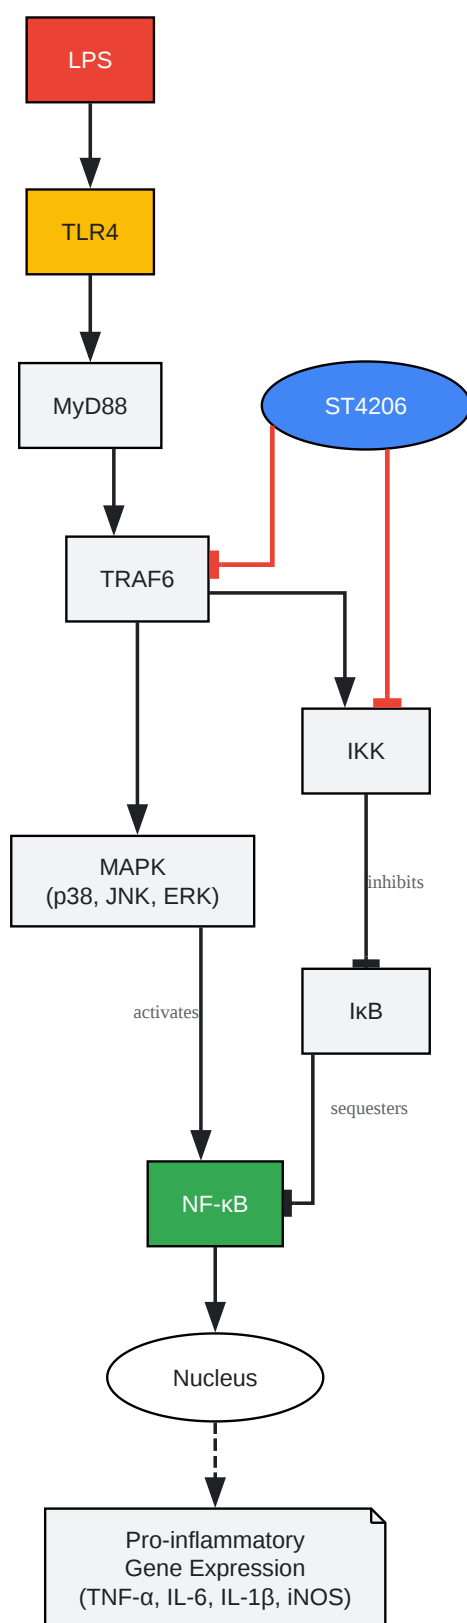 LPS
TLR4
MyD88
ST4206
TRAF6
IKK
MAPK
(p38, JNK, ERK)
inhibits
IκB
activates
sequesters
NF-κB
Nucleus
Pro-inflammatory
Gene Expression
(TNF-α, IL-6, IL-1β, iNOS)